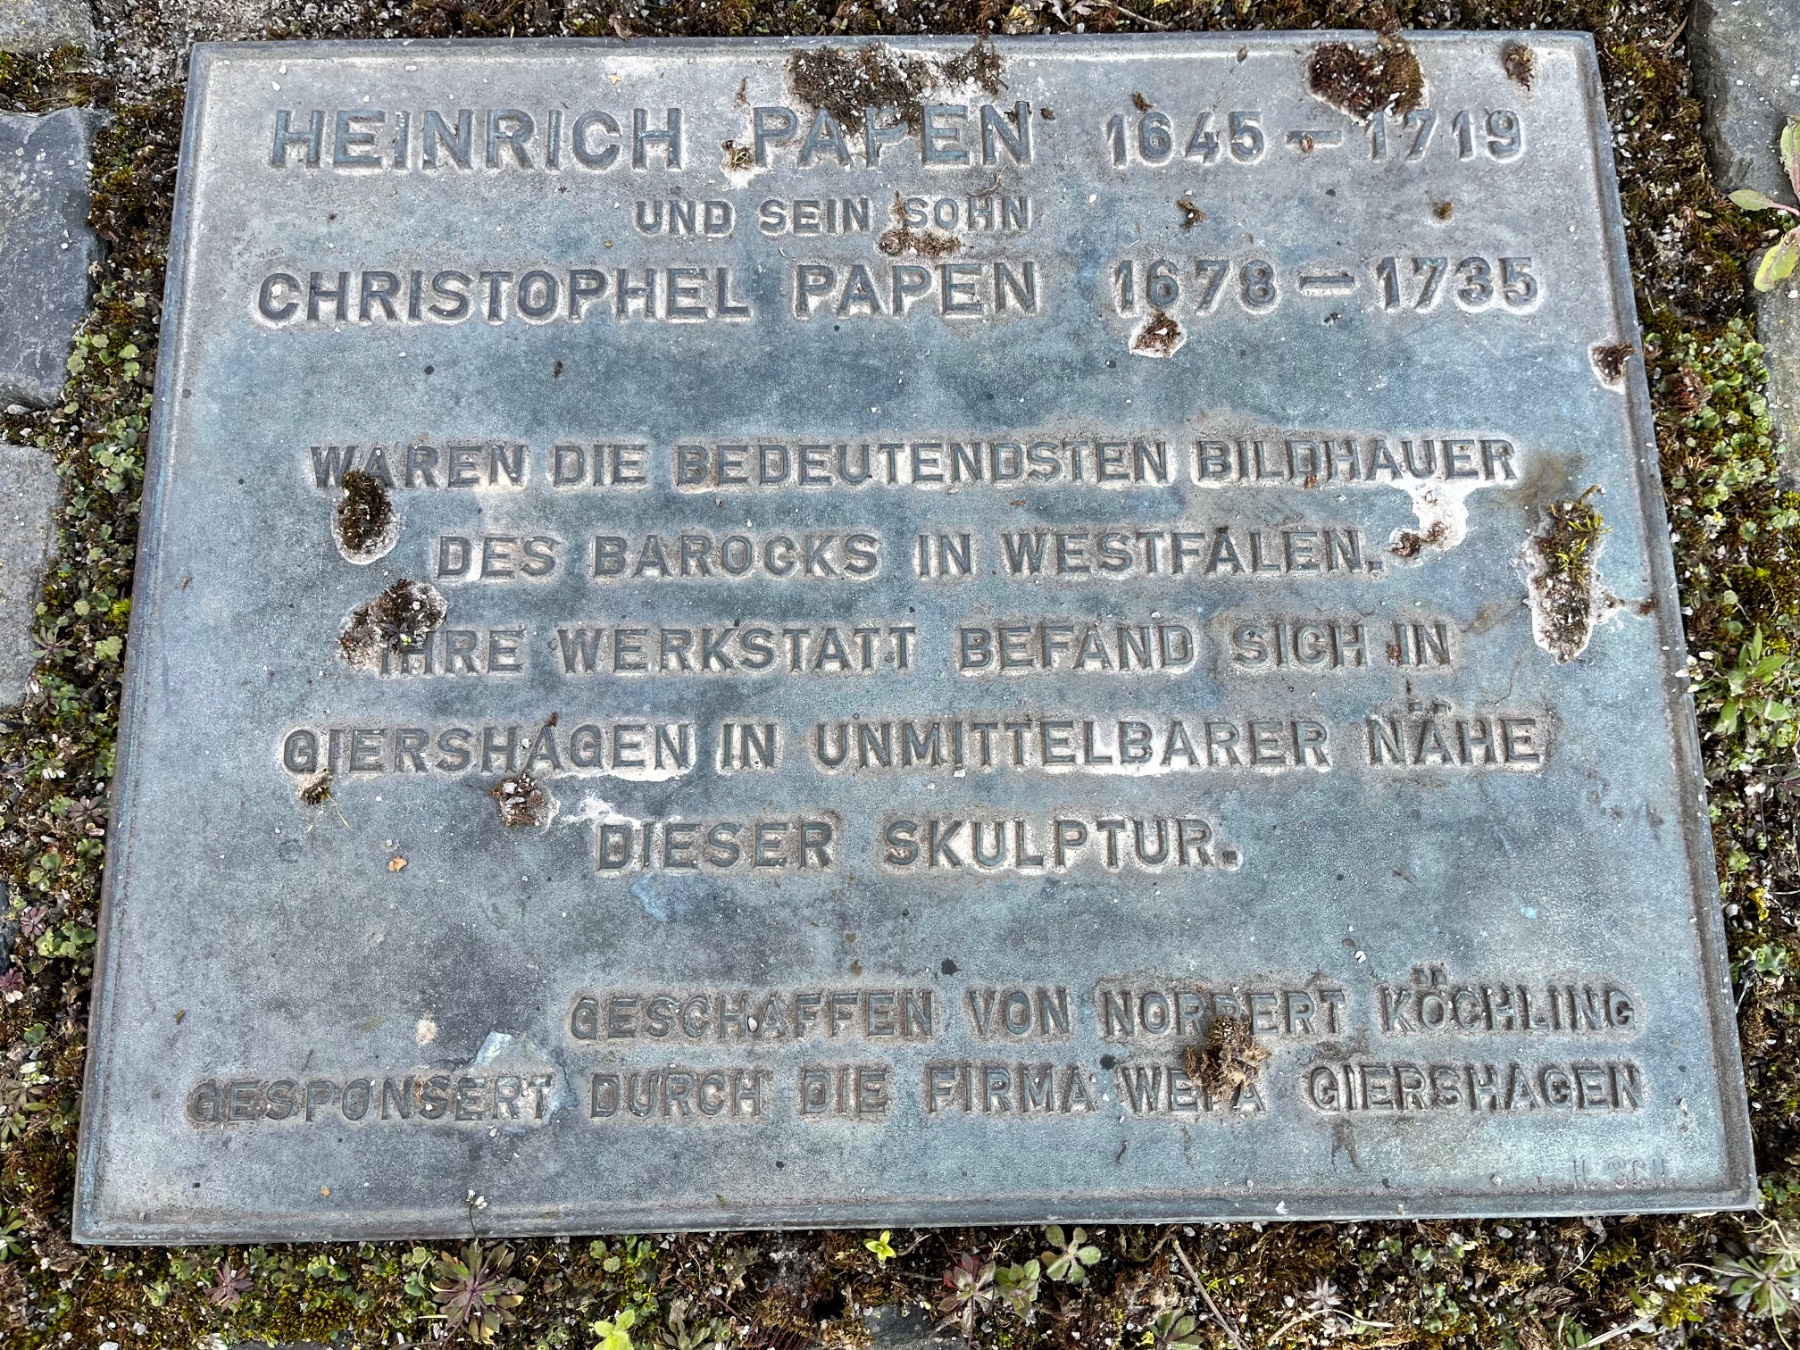 HEINRICH PAPEN 1645 – 1719
UND SEIN SOHN
CHRISTOPHEL PAPEN 1678 – 1735
WAREN DIE BEDEUTENDSTEN BILDHAUER
DES BAROCKS IN WESTFALEN.
IHRE WERKSTATT BEFAND SICH IN
GIERSHAGEN IN UNMITTELBARER NÄHE
DIESER SKULPTUR.
GESCHAFFEN VON NORBERT KÖCHLING
GESPONSERT DURCH DIE FIRMA WEPA GIERSHAGEN
H. SCH